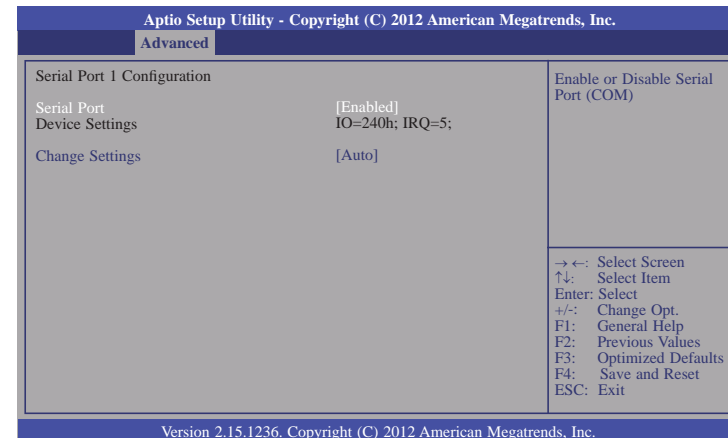 Aptio Setup Utility - Copyright (C) 2012 American Megatrends, Inc.
Advanced
Serial Port 1 Configuration
Serial Port [Enabled]
Device Settings IO=240h; IRQ=5;
Change Settings [Auto]
Enable or Disable Serial
Port (COM)
→←: Select Screen
↑↓: Select Item
Enter: Select
+/-: Change Opt.
F1: General Help
F2: Previous Values
F3: Optimized Defaults
F4: Save and Reset
ESC: Exit
Version 2.15.1236. Copyright (C) 2012 American Megatrends, Inc.